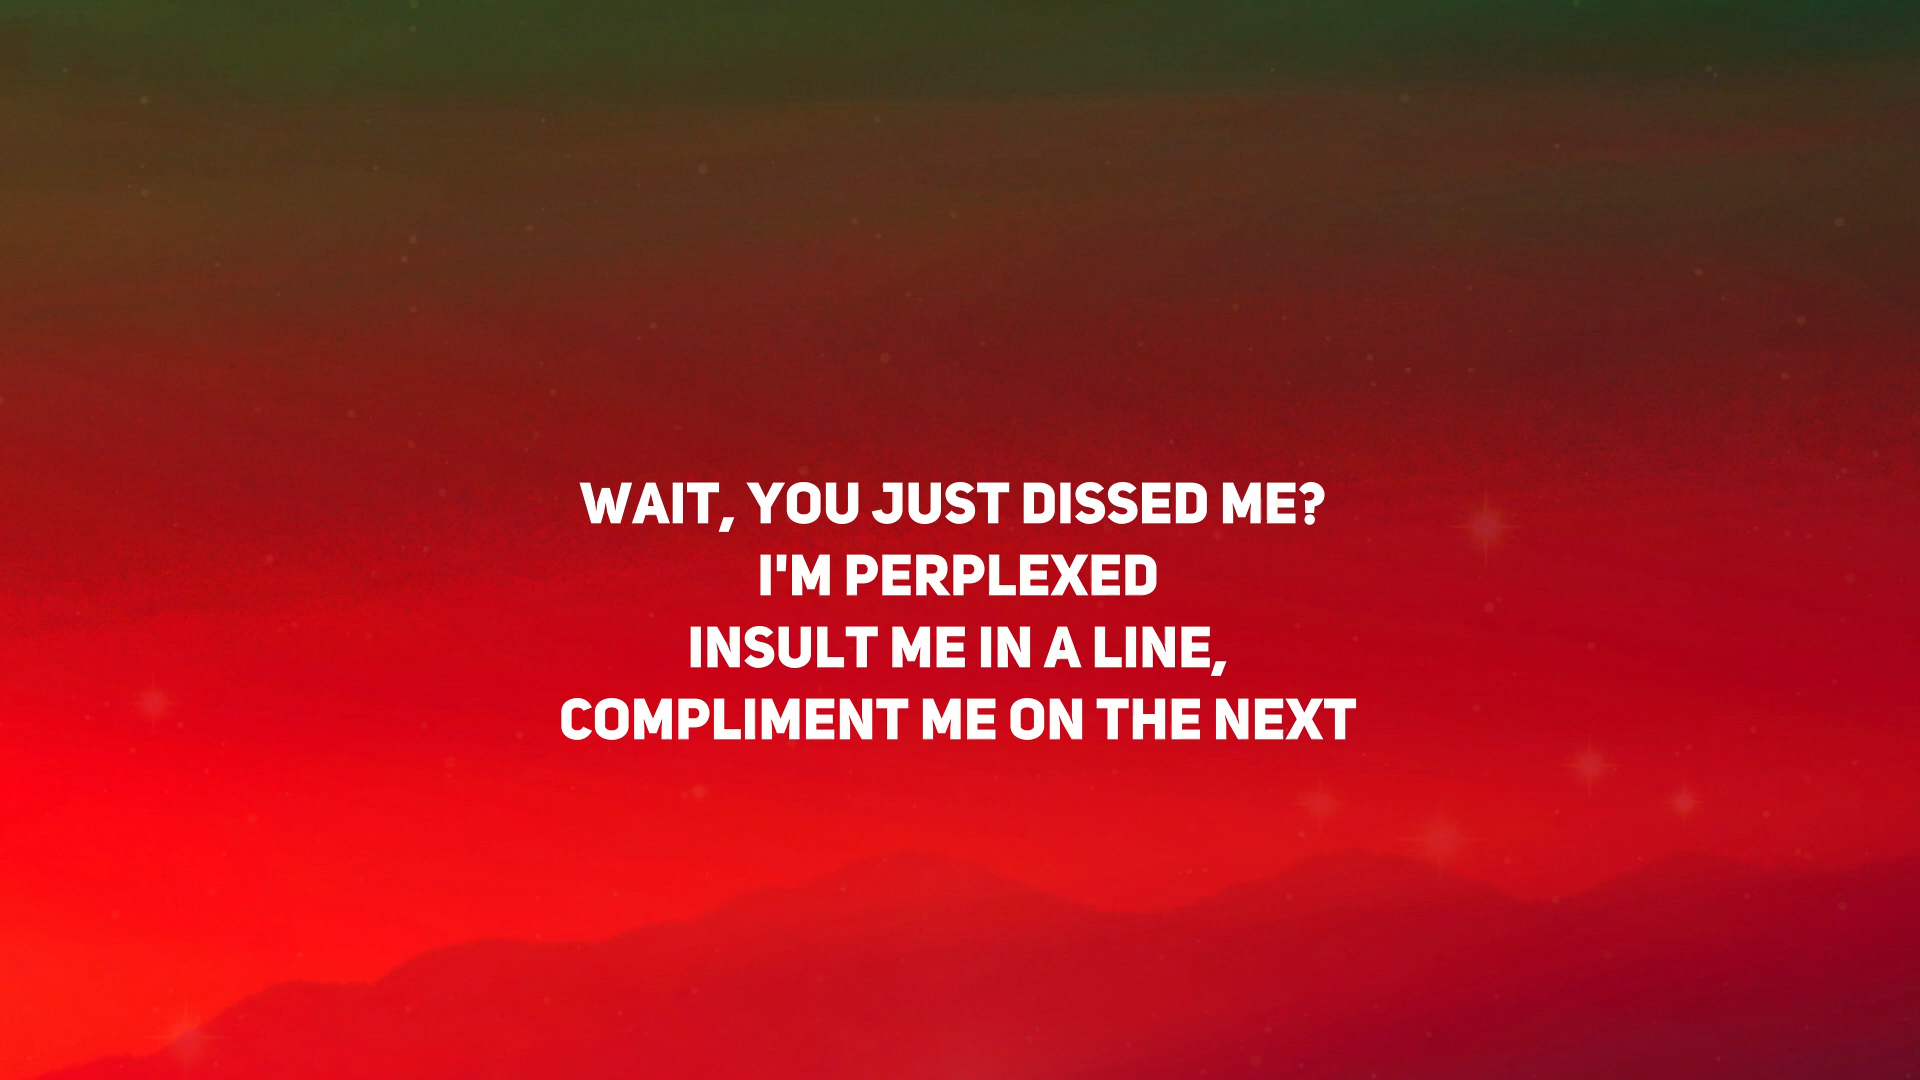 WAIT, YOU JUST DISSED ME?
I'M PERPLEXED
INSULT ME IN A LINE,
COMPLIMENT ME ON THE NEXT